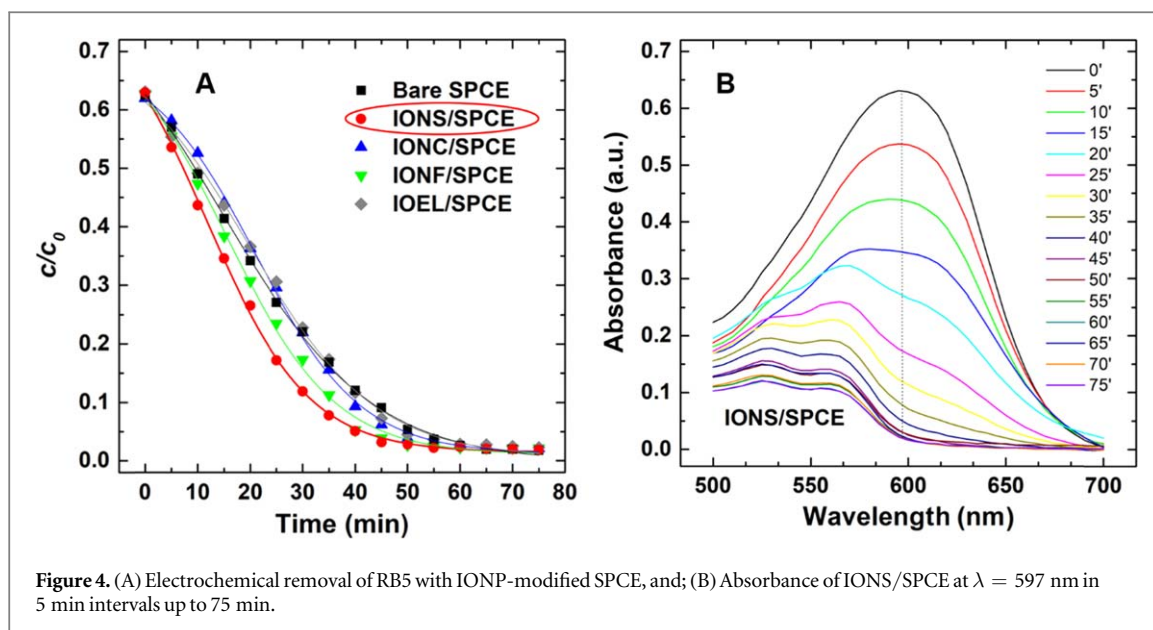 0.7
0.6
0.5
0.4
0.3
0.2
0.1
0.0
c/c0
A
Bare SPCE
IONS/SPCE
IONC/SPCE
IONF/SPCE
IOEL/SPCE
0 10 20 30 40 50 60 70 80
Time (min)
0.7
0.6
0.5
0.4
0.3
0.2
0.1
0.0
Absorbance (a.u.)
B
0'
5'
10'
15'
20'
25'
30'
35'
40'
45'
50'
55'
60'
65'
70'
75'
IONS/SPCE
500 550 600 650 700
Wavelength (nm)
Figure 4. (A) Electrochemical removal of RB5 with IONP-modified SPCE, and; (B) Absorbance of IONS/SPCE at λ = 597 nm in
5 min intervals up to 75 min.